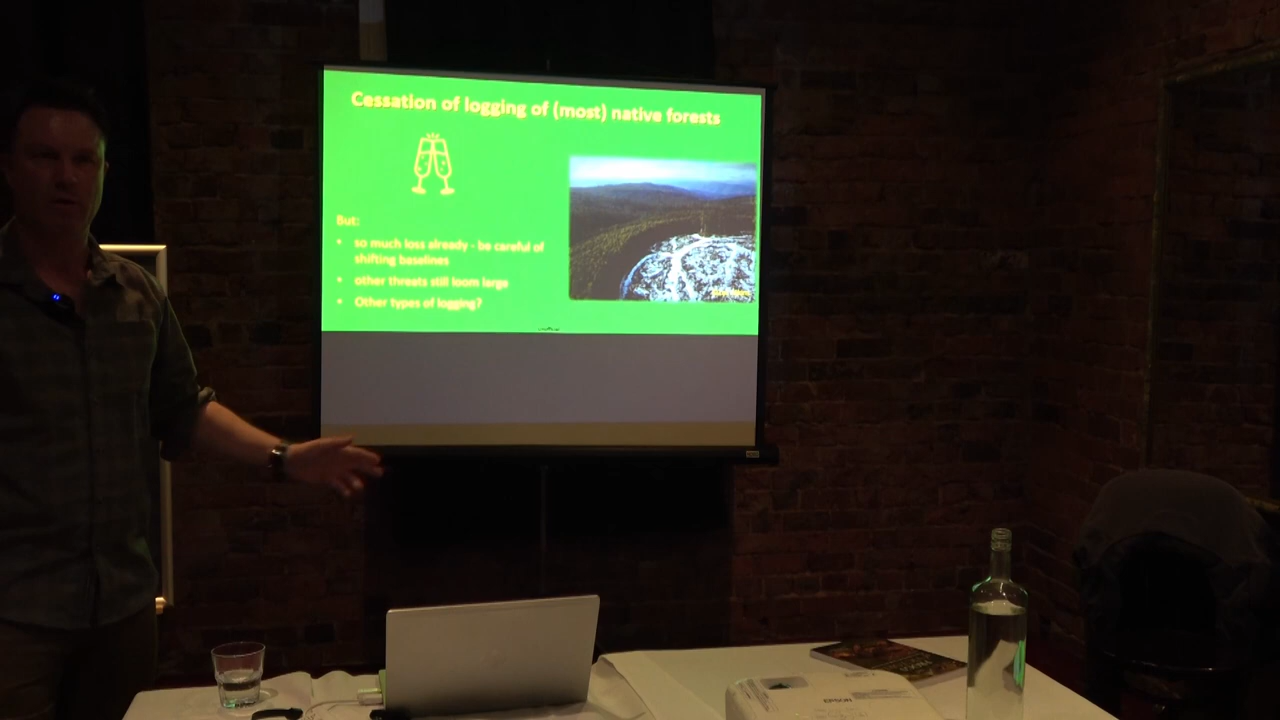 Cessation of logging of (most) native forests
But:
• so much loss already - be careful of
shifting baselines
• other threats still loom large
• Other types of logging?
EPSON